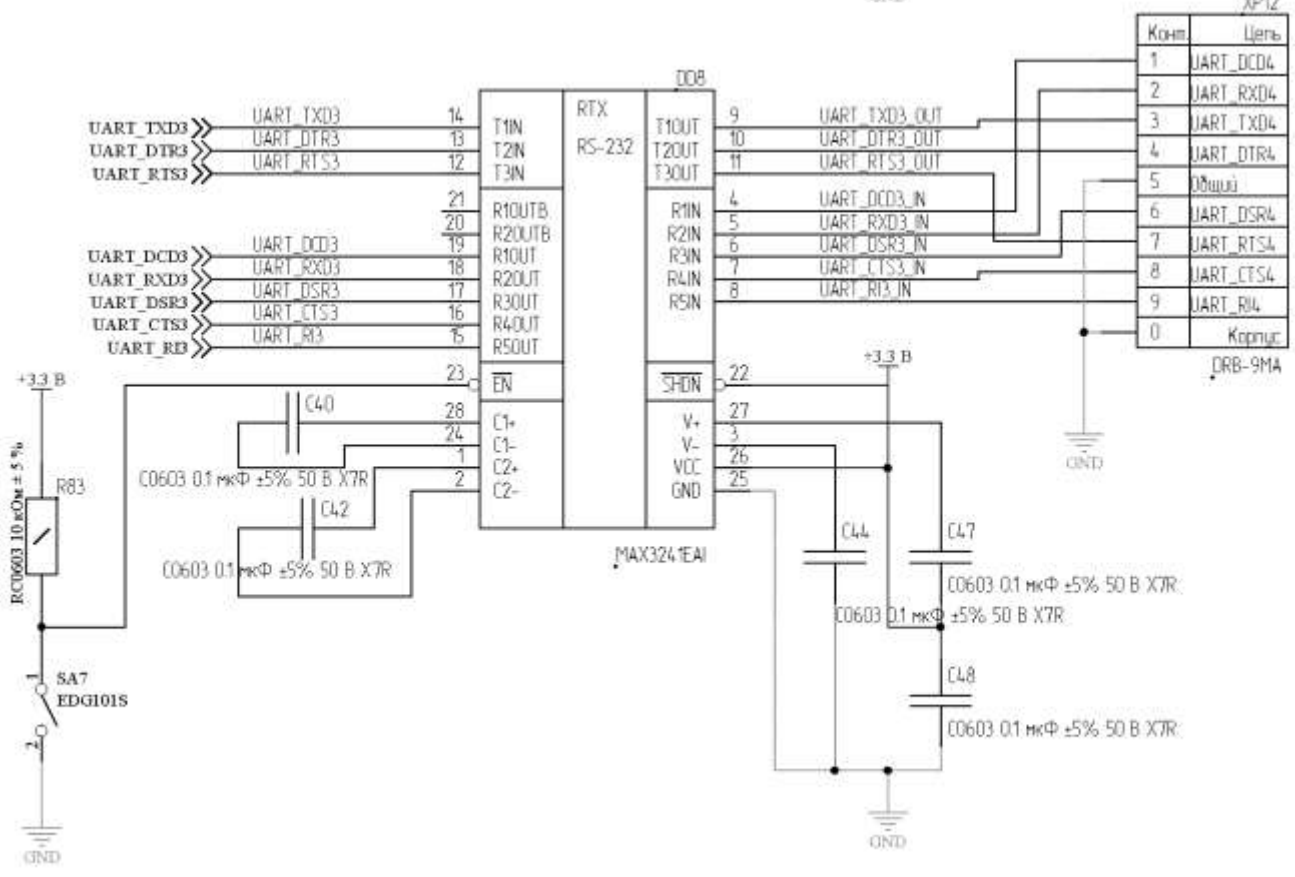 XP12
Конт. Цепь
1 UART_DCD4
2 UART_RXD4
3 UART_TXD4
4 UART_DTR4
5 Общий
6 UART_DSR4
7 UART_RTS4
8 UART_CTS4
9 UART_RI4
0 Корпус
DRB-9MA
DD8
RTX
RS-232
UART_TXD3 UART_TXD3 14 T1IN
UART_DTR3 UART_DTR3 13 T2IN
UART_RTS3 UART_RTS3 12 T3IN
21 R1OUTB
20 R2OUTB
UART_DCD3 UART_DCD3 19 R1OUT
UART_RXD3 UART_RXD3 18 R2OUT
UART_DSR3 UART_DSR3 17 R3OUT
UART_CTS3 UART_CTS3 16 R4OUT
UART_RI3 UART_RI3 15 R5OUT
23 EN
28 C1+
24 C1-
1 C2+
2 C2-
T1OUT 9 UART_TXD3_OUT
T2OUT 10 UART_DTR3_OUT
T3OUT 11 UART_RTS3_OUT
R1IN 4 UART_DCD3_IN
R2IN 5 UART_RXD3_IN
R3IN 6 UART_DSR3_IN
R4IN 7 UART_CTS3_IN
R5IN 8 UART_RI3_IN
SHDN 22
V+ 27
V- 3
VCC 26
GND 25
MAX3241EAI
+3.3 В
R83
RC0603 10 кОм ± 5 %
1
SA7
EDG101S
2
GND
C40
C0603 0.1 мкФ ±5% 50 В X7R
C42
C0603 0.1 мкФ ±5% 50 В X7R
+3.3 В
C44
C0603 0.1 мкФ ±5% 50 В X7R
C47
C0603 0.1 мкФ ±5% 50 В X7R
C48
C0603 0.1 мкФ ±5% 50 В X7R
GND
GND